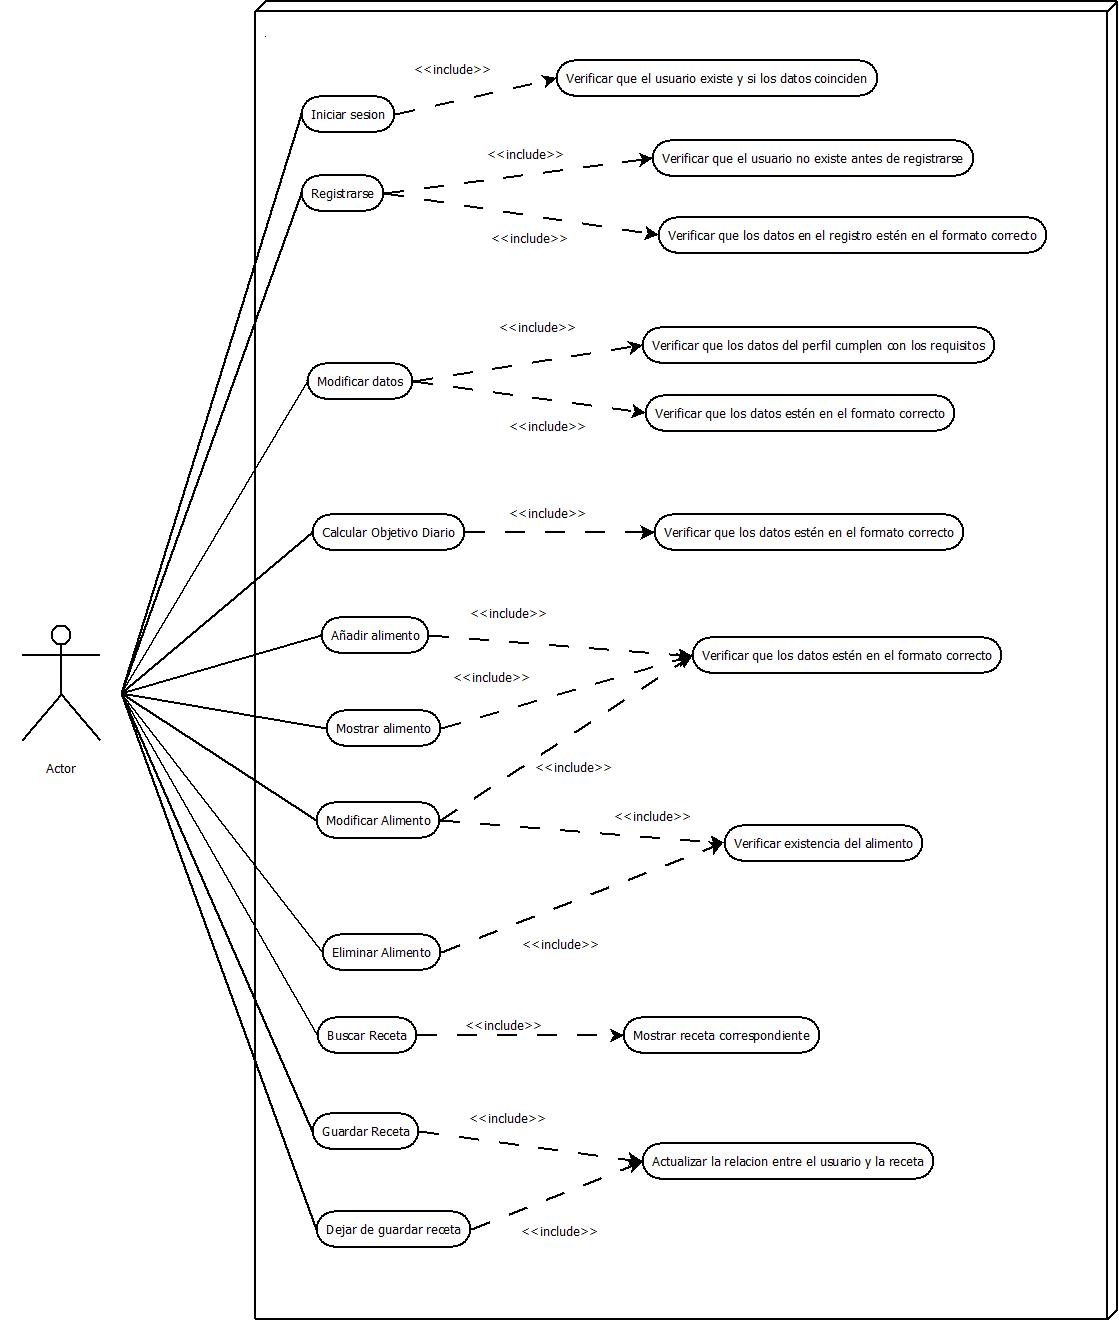 <<include>>
Verificar que el usuario existe y si los datos coinciden
Iniciar sesion
<<include>>
Verificar que el usuario no existe antes de registrarse
Registrarse
<<include>>
Verificar que los datos en el registro estén en el formato correcto
<<include>>
Verificar que los datos del perfil cumplen con los requisitos
Modificar datos
Verificar que los datos estén en el formato correcto
<<include>>
<<include>>
Calcular Objetivo Diario
Verificar que los datos estén en el formato correcto
<<include>>
Añadir alimento
Verificar que los datos estén en el formato correcto
<<include>>
Mostrar alimento
Actor
<<include>>
<<include>>
Modificar Alimento
Verificar existencia del alimento
<<include>>
Eliminar Alimento
<<include>>
Buscar Receta
Mostrar receta correspondiente
<<include>>
Guardar Receta
Actualizar la relacion entre el usuario y la receta
Dejar de guardar receta
<<include>>